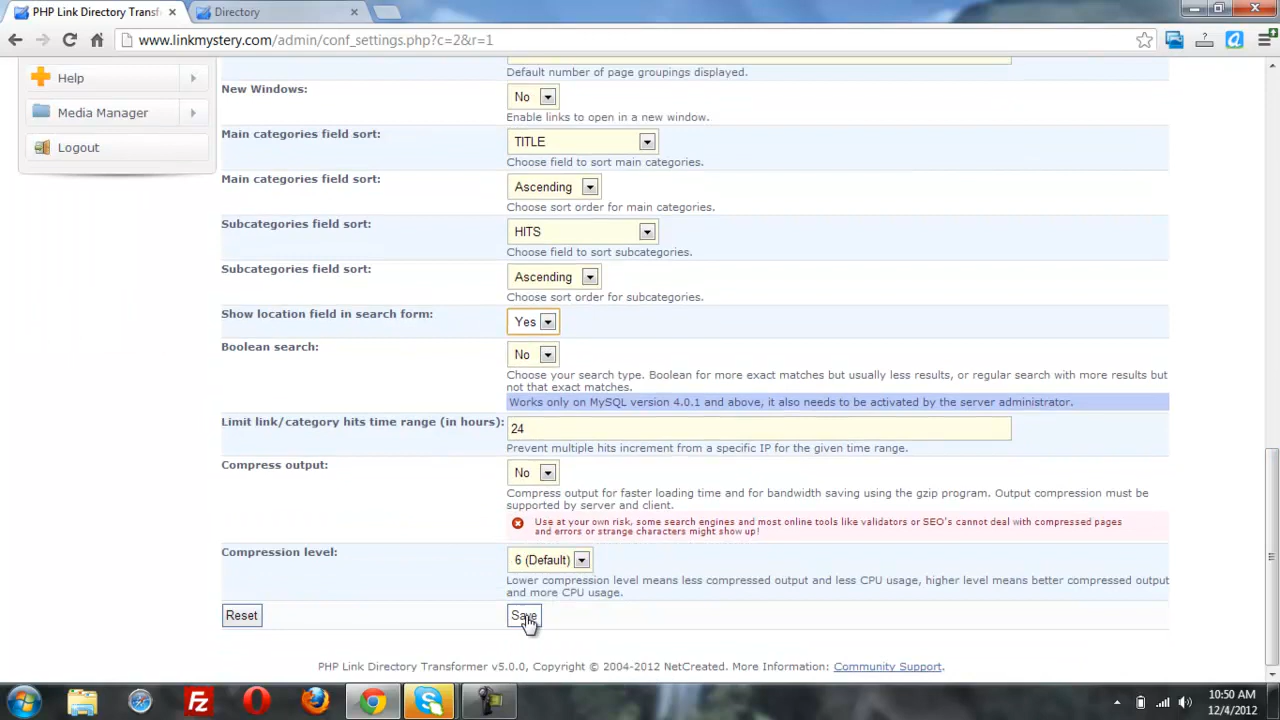 PHP Link Directory Transf
Directory
www.linkmystery.com/admin/conf_settings.php?c=2&r=1
Help
Media Manager
Logout
Default number of page groupings displayed.
New Windows:
No
Enable links to open in a new window.
Main categories field sort:
TITLE
Choose field to sort main categories.
Main categories field sort:
Ascending
Choose sort order for main categories.
Subcategories field sort:
HITS
Choose field to sort subcategories.
Subcategories field sort:
Ascending
Choose sort order for subcategories.
Show location field in search form:
Yes
Boolean search:
No
Choose your search type. Boolean for more exact matches but usually less results, or regular search with more results but
not that exact matches.
Works only on MySQL version 4.0.1 and above, it also needs to be activated by the server administrator.
Limit link/category hits time range (in hours):
24
Prevent multiple hits increment from a specific IP for the given time range.
Compress output:
No
Compress output for faster loading time and for bandwidth saving using the gzip program. Output compression must be
supported by server and client.
Use at your own risk, some search engines and most online tools like validators or SEO's cannot deal with compressed pages
and errors or strange characters might show up!
Compression level:
6 (Default)
Lower compression level means less compressed output and less CPU usage, higher level means better compressed output
and more CPU usage.
Reset
Save
PHP Link Directory Transformer v5.0.0, Copyright © 2004-2012 NetCreated. More Information: Community Support.
10:50 AM
12/4/2012